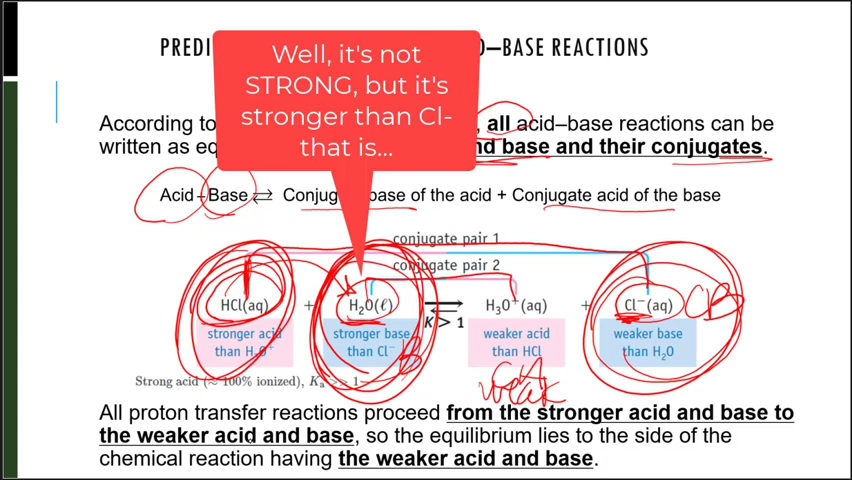 PREDI
O–BASE REACTIONS
Well, it's not
STRONG, but it's
stronger than Cl-
that is...
According to
, all acid–base reactions can be
written as equ
nd base and their conjugates.
Acid + Base ⇄ Conjugate base of the acid + Conjugate acid of the base
conjugate pair 1
conjugate pair 2
HCl(aq) + H₂O(ℓ) ⇄ H₃O⁺(aq) + Cl⁻(aq) CB
K > 1
stronger acid stronger base weaker acid weaker base
than H₃O⁺ than Cl⁻ B than HCl than H₂O
CA
weak
Strong acid (≈ 100% ionized), Kₐ >> 1
All proton transfer reactions proceed from the stronger acid and base to
the weaker acid and base, so the equilibrium lies to the side of the
chemical reaction having the weaker acid and base.